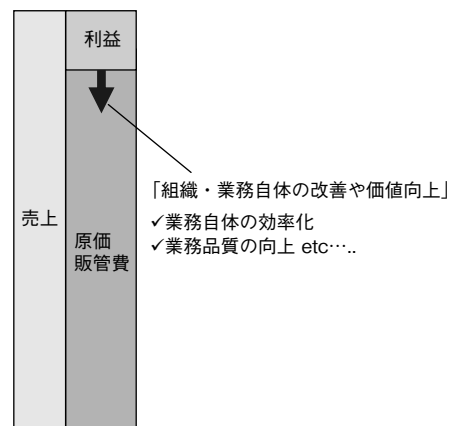 利益
売上
原価
販管費
「組織・業務自体の改善や価値向上」
✓業務自体の効率化
✓業務品質の向上 etc…..